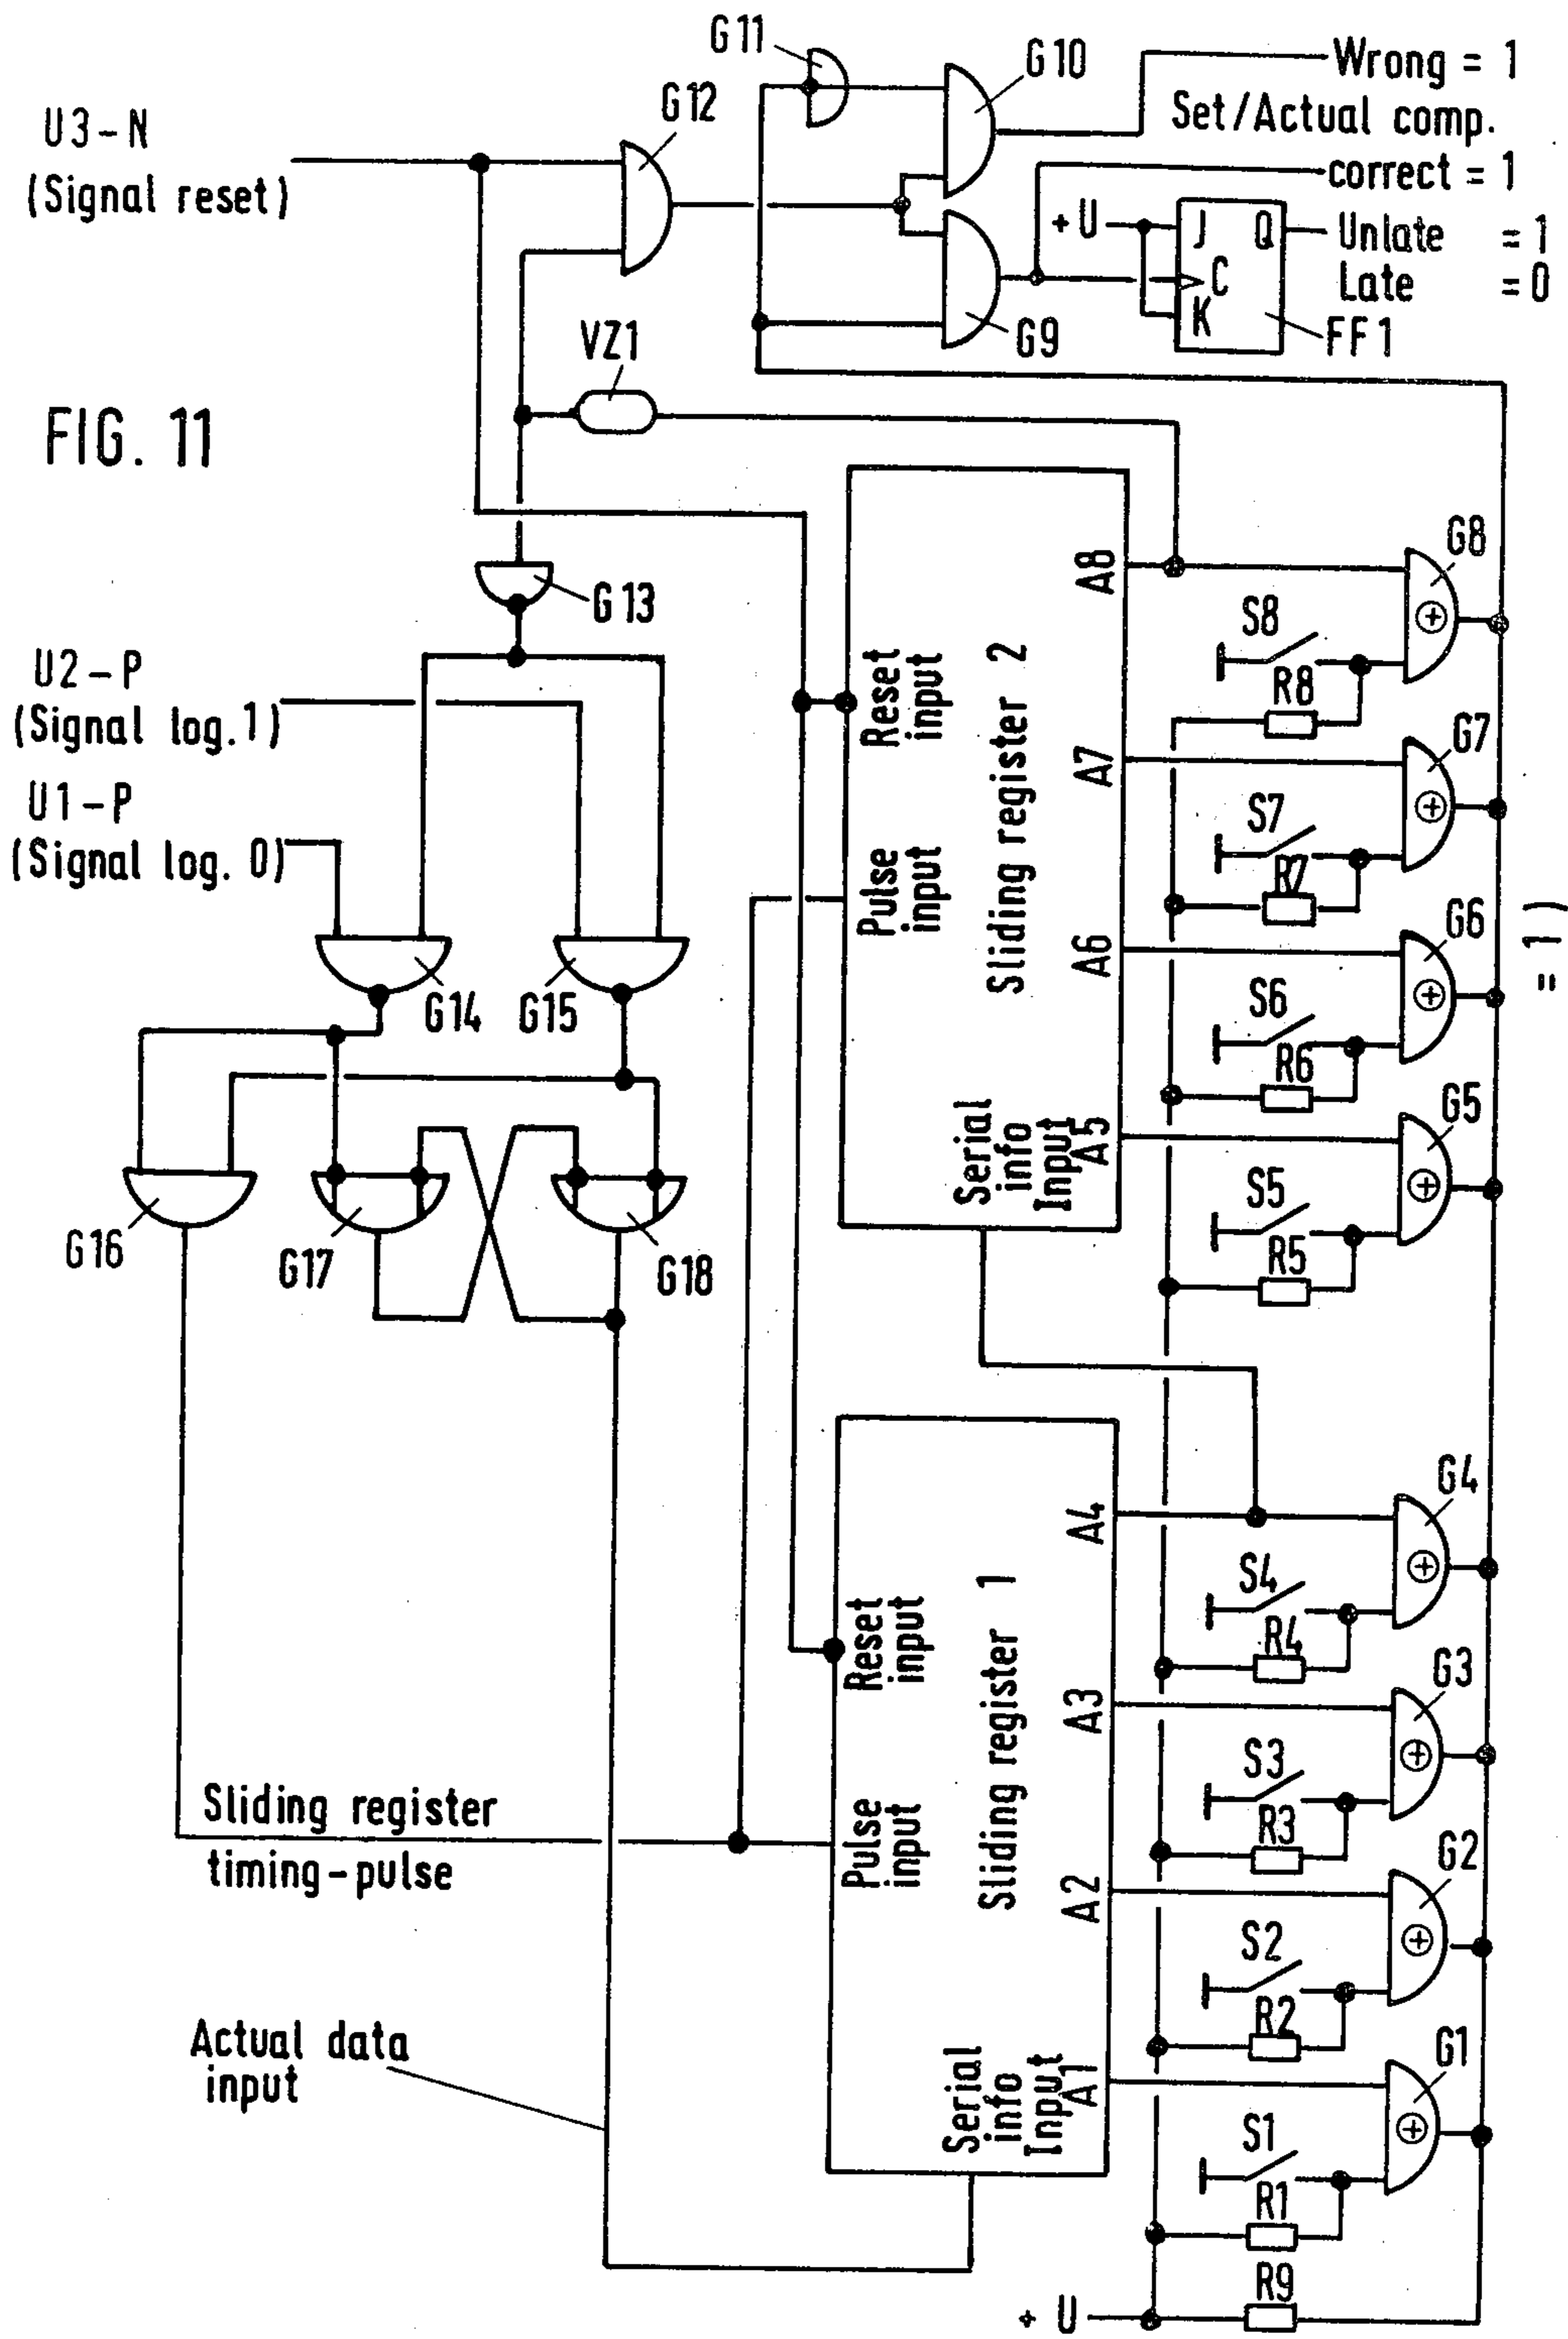 G11
G10
Wrong = 1
U3-N
G12
Set/Actual comp.
(Signal reset)
correct = 1
+U
J Q
Unlate = 1
C
Late = 0
K
G9
FF1
VZ1
FIG. 11
G8
A8
G13
S8
Reset input
R8
U2-P
(Signal log. 1)
G7
A7
S7
U1-P
Sliding register 2
(Signal log. 0)
Pulse input
R7
G6
A6
= 1 )
G14
G15
S6
R6
G5
Serial info Input
A5
S5
G16
G17
G18
R5
G4
A4
S4
Reset input
Sliding register 1
R4
G3
A3
S3
Sliding register
Pulse input
R3
timing-pulse
G2
A2
S2
R2
Actual data
input
G1
Serial info Input
A1
S1
R1
R9
+ U